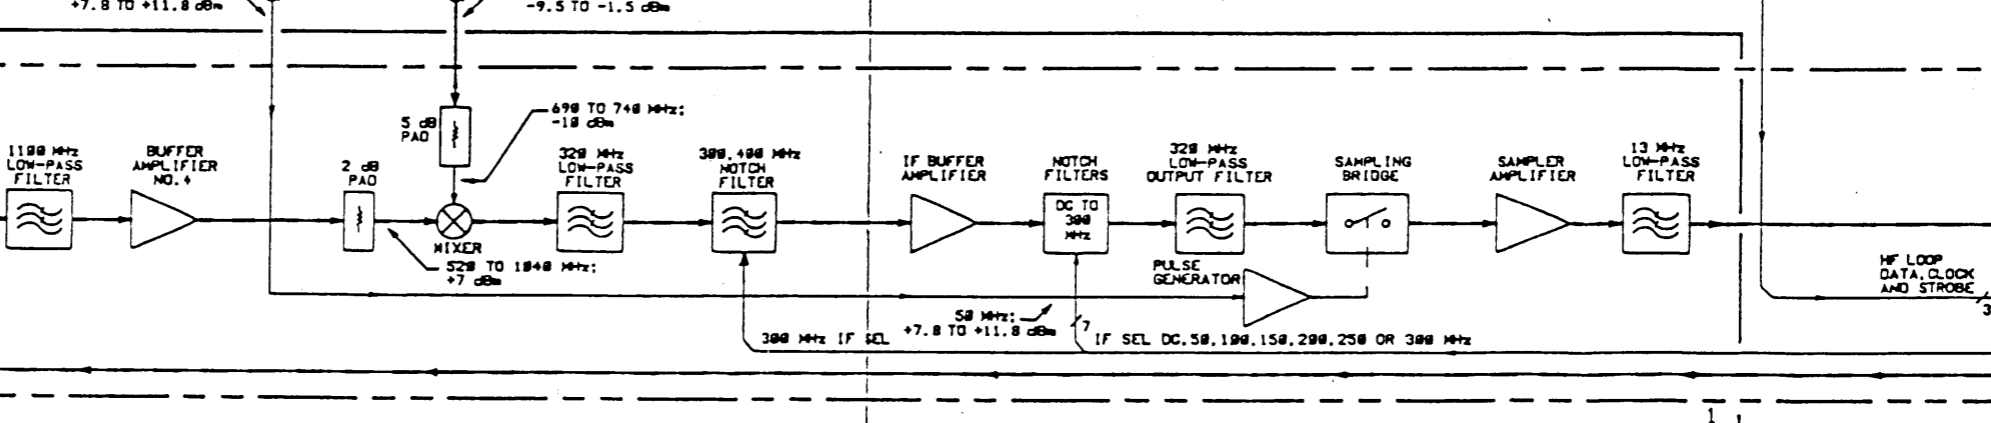 +7.8 TO +11.8 dBm
-9.5 TO -1.5 dBm
690 TO 740 MHz;
-10 dBm
5 dB
PAD
1100 MHz
LOW-PASS
FILTER
BUFFER
AMPLIFIER
NO.4
2 dB
PAD
320 MHz
LOW-PASS
FILTER
300,400 MHz
NOTCH
FILTER
IF BUFFER
AMPLIFIER
NOTCH
FILTERS
320 MHz
LOW-PASS
OUTPUT FILTER
SAMPLING
BRIDGE
SAMPLER
AMPLIFIER
13 MHz
LOW-PASS
FILTER
DC TO
300
MHz
MIXER
520 TO 1040 MHz;
+7 dBm
PULSE
GENERATOR
HF LOOP
DATA,CLOCK
AND STROBE
3
50 MHz;
+7.8 TO +11.8 dBm
7
300 MHz IF SEL
IF SEL DC,50,100,150,200,250 OR 300 MHz
1